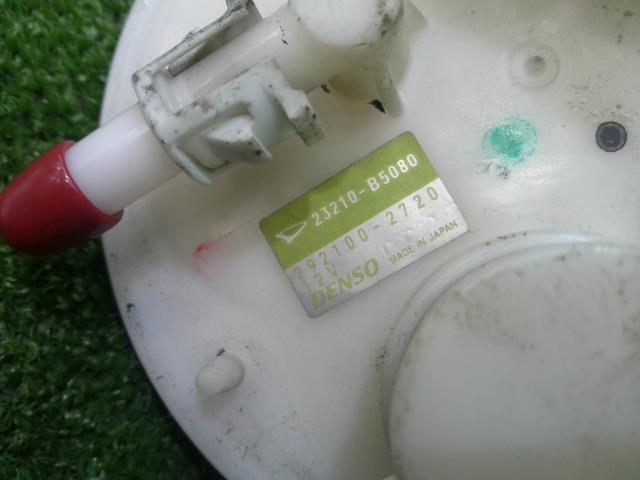 23210-B5080
292100-2720
12V
DENSO MADE IN JAPAN